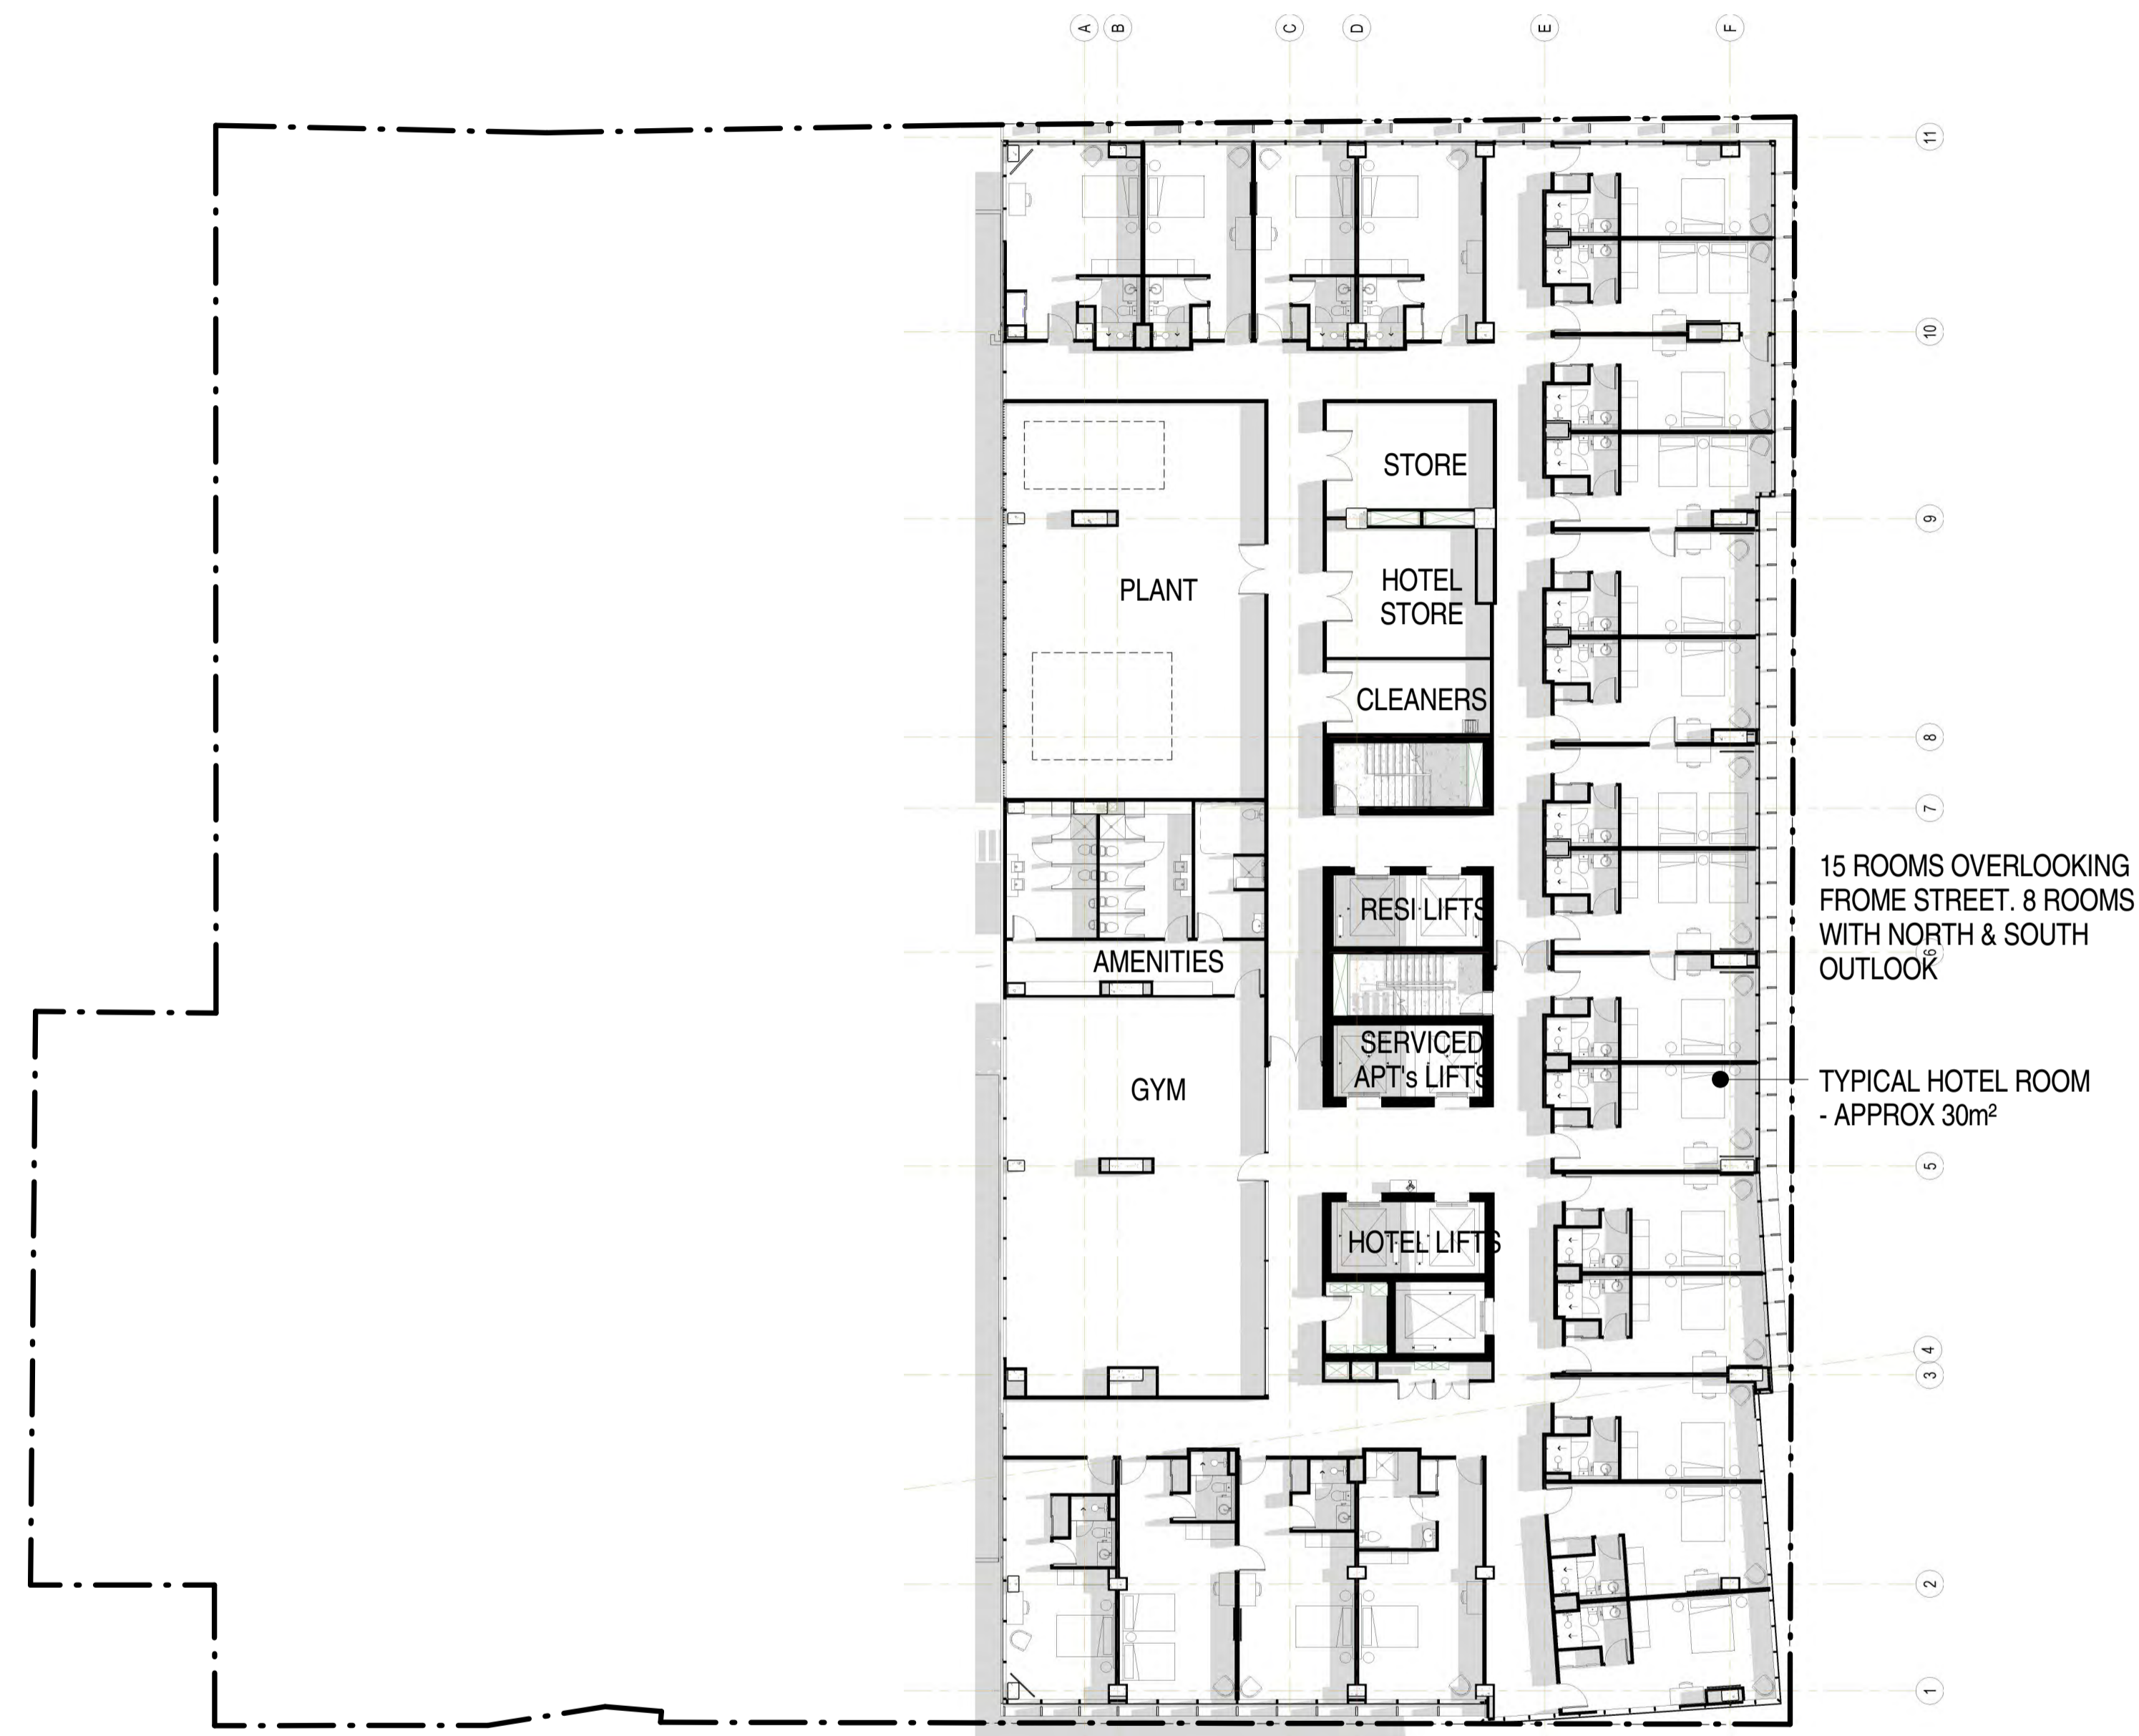 A
B
C
D
E
F
11
10
STORE
9
PLANT
HOTEL
STORE
CLEANERS
8
7
15 ROOMS OVERLOOKING
FROME STREET. 8 ROOMS
WITH NORTH & SOUTH
OUTLOOK
RESI LIFTS
6
AMENITIES
SERVICED
APT's LIFTS
GYM
TYPICAL HOTEL ROOM
- APPROX 30m²
5
HOTEL LIFTS
4
3
2
1